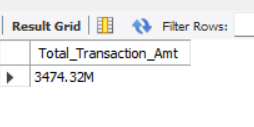 Result Grid Filter Rows:
Total_Transaction_Amt
3474.32M